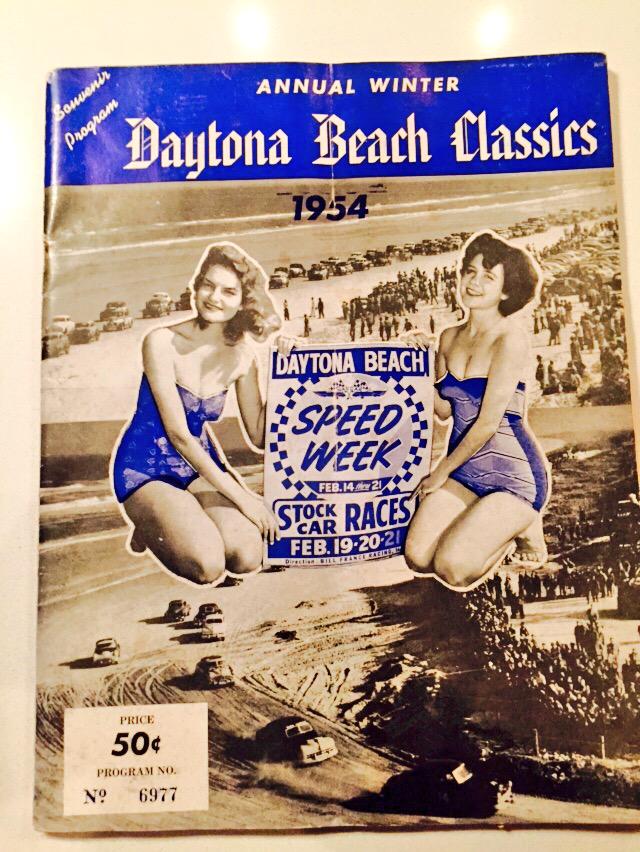 Souvenir
Program
ANNUAL WINTER
Daytona Beach Classics
1954
DAYTONA BEACH
SPEED
WEEK
FEB. 14 thru 21
STOCK
CAR RACES
FEB. 19-20-21
Direction: BILL FRANCE RACING,
PRICE
50¢
PROGRAM NO.
Nº 6977